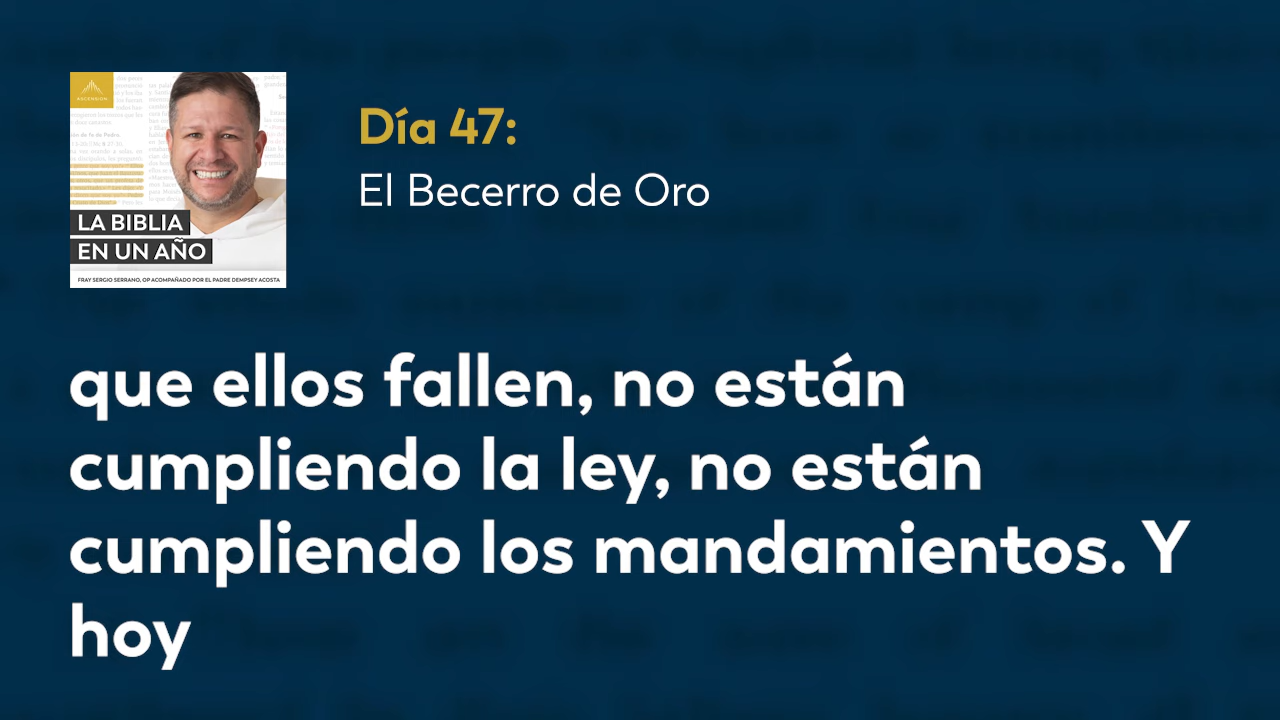 ASCENSION
LA BIBLIA
EN UN AÑO
FRAY SERGIO SERRANO, OP ACOMPAÑADO POR EL PADRE DEMPSEY ACOSTA
Día 47:
El Becerro de Oro
que ellos fallen, no están
cumpliendo la ley, no están
cumpliendo los mandamientos. Y
hoy